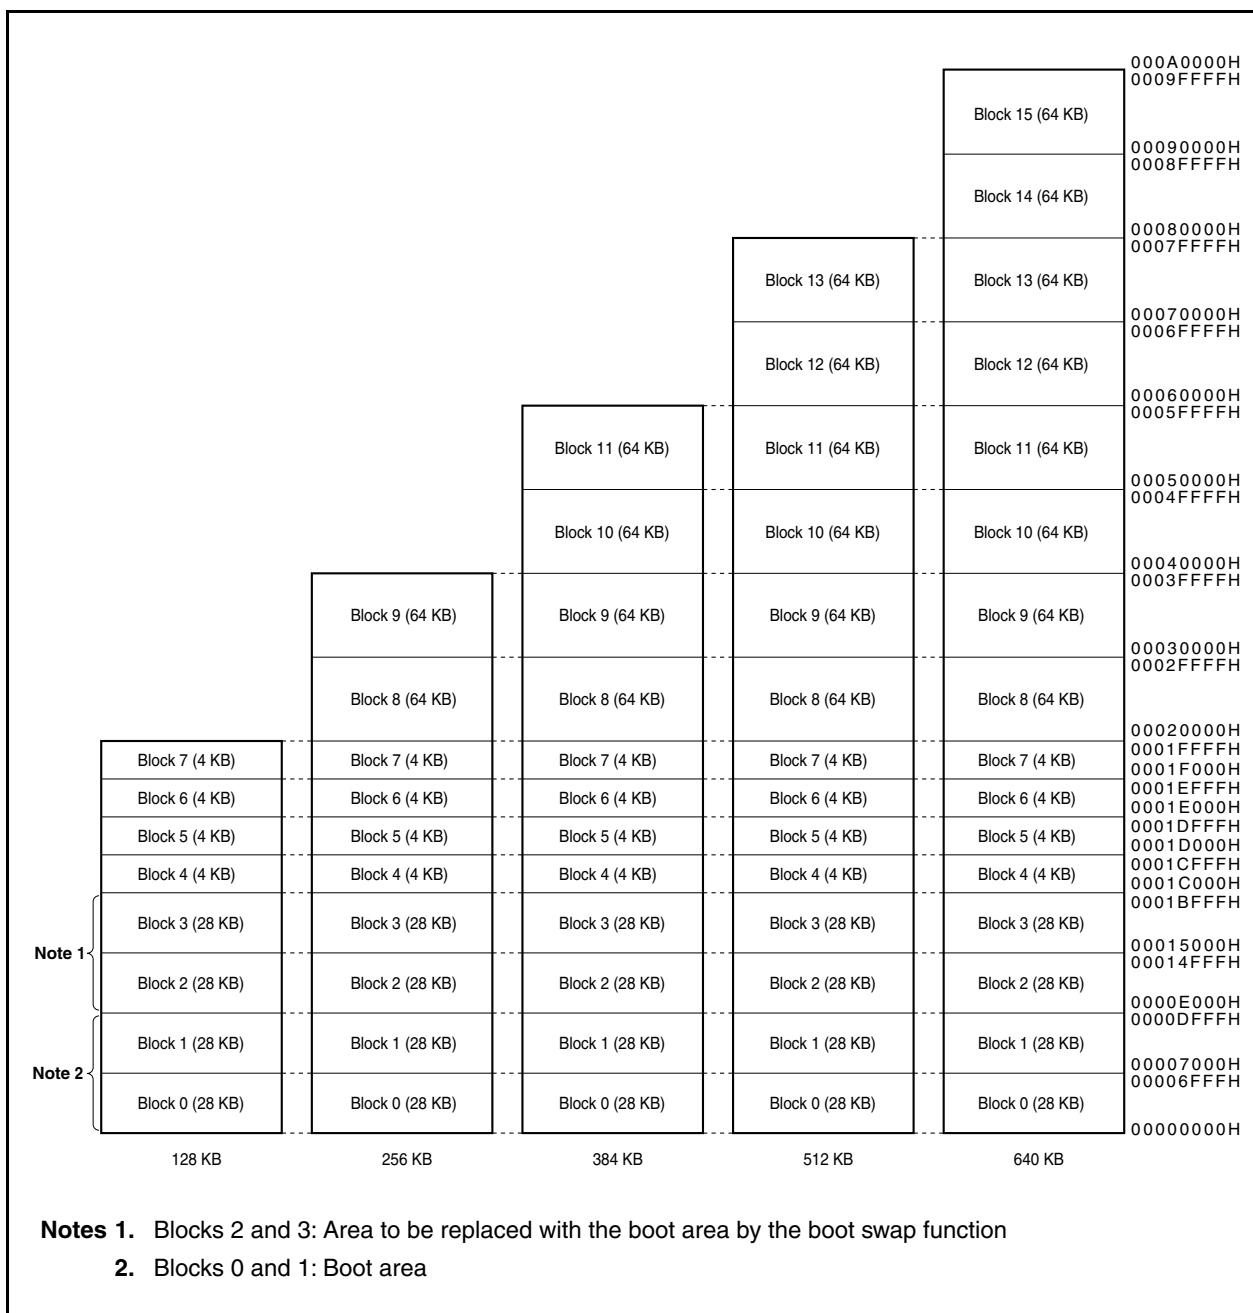 000A0000H
0009FFFFH
Block 15 (64 KB)
00090000H
0008FFFFH
Block 14 (64 KB)
00080000H
0007FFFFH
Block 13 (64 KB) Block 13 (64 KB)
00070000H
0006FFFFH
Block 12 (64 KB) Block 12 (64 KB)
00060000H
0005FFFFH
Block 11 (64 KB) Block 11 (64 KB) Block 11 (64 KB)
00050000H
0004FFFFH
Block 10 (64 KB) Block 10 (64 KB) Block 10 (64 KB)
00040000H
0003FFFFH
Block 9 (64 KB) Block 9 (64 KB) Block 9 (64 KB) Block 9 (64 KB)
00030000H
0002FFFFH
Block 8 (64 KB) Block 8 (64 KB) Block 8 (64 KB) Block 8 (64 KB)
00020000H
0001FFFFH
Block 7 (4 KB) Block 7 (4 KB) Block 7 (4 KB) Block 7 (4 KB) Block 7 (4 KB)
0001F000H
0001EFFFH
Block 6 (4 KB) Block 6 (4 KB) Block 6 (4 KB) Block 6 (4 KB) Block 6 (4 KB)
0001E000H
0001DFFFH
Block 5 (4 KB) Block 5 (4 KB) Block 5 (4 KB) Block 5 (4 KB) Block 5 (4 KB)
0001D000H
0001CFFFH
Block 4 (4 KB) Block 4 (4 KB) Block 4 (4 KB) Block 4 (4 KB) Block 4 (4 KB)
0001C000H
0001BFFFH
Block 3 (28 KB) Block 3 (28 KB) Block 3 (28 KB) Block 3 (28 KB) Block 3 (28 KB)
00015000H
Note 1
00014FFFH
Block 2 (28 KB) Block 2 (28 KB) Block 2 (28 KB) Block 2 (28 KB) Block 2 (28 KB)
0000E000H
0000DFFFH
Block 1 (28 KB) Block 1 (28 KB) Block 1 (28 KB) Block 1 (28 KB) Block 1 (28 KB)
00007000H
Note 2
00006FFFH
Block 0 (28 KB) Block 0 (28 KB) Block 0 (28 KB) Block 0 (28 KB) Block 0 (28 KB)
00000000H
128 KB 256 KB 384 KB 512 KB 640 KB
Notes 1. Blocks 2 and 3: Area to be replaced with the boot area by the boot swap function
2. Blocks 0 and 1: Boot area